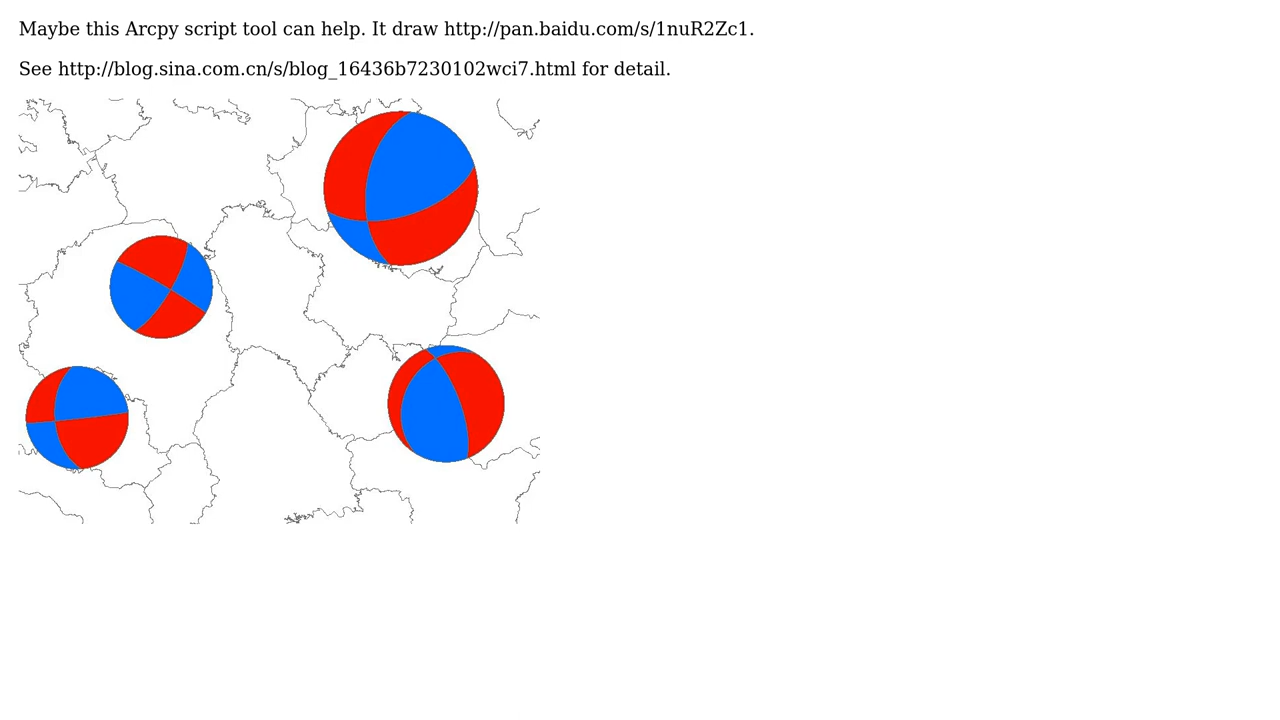 Maybe this Arcpy script tool can help. It draw http://pan.baidu.com/s/1nuR2Zc1.
See http://blog.sina.com.cn/s/blog_16436b7230102wci7.html for detail.